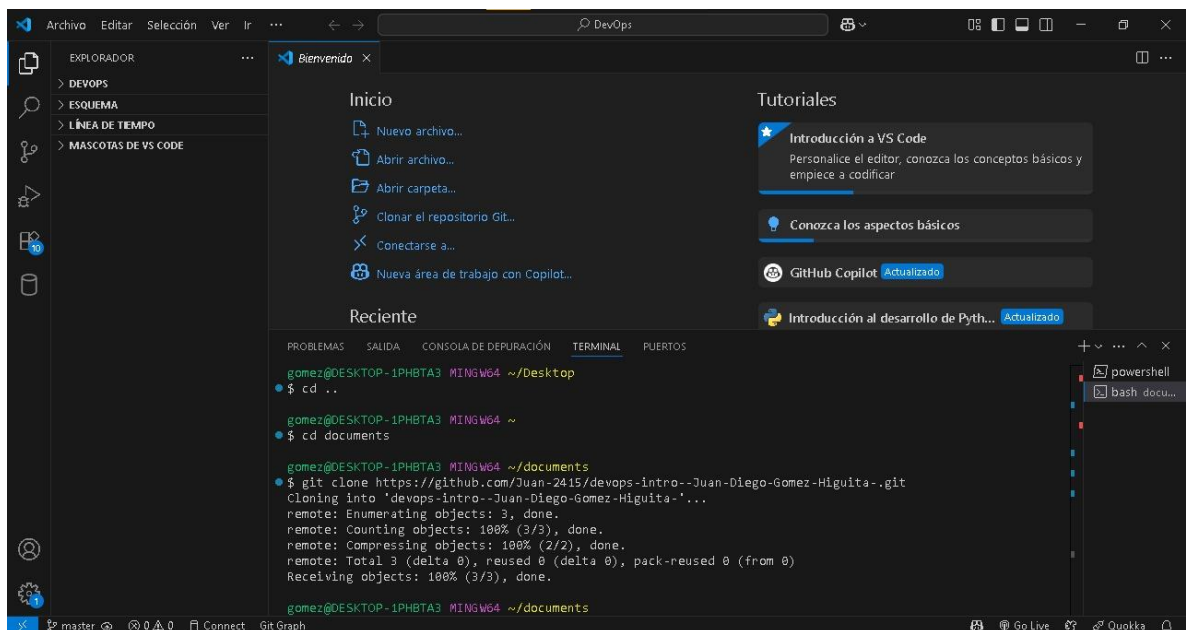 Archivo Editar Selección Ver Ir ... DevOps
EXPLORADOR ...
DEVOPS
ESQUEMA
LÍNEA DE TIEMPO
MASCOTAS DE VS CODE
Bienvenido
Inicio
Nuevo archivo...
Abrir archivo...
Abrir carpeta...
Clonar el repositorio Git...
Conectarse a...
Nueva área de trabajo con Copilot...
Reciente
Tutoriales
Introducción a VS Code
Personalice el editor, conozca los conceptos básicos y
empiece a codificar
Conozca los aspectos básicos
GitHub Copilot Actualizado
Introducción al desarrollo de Pyth... Actualizado
PROBLEMAS SALIDA CONSOLA DE DEPURACIÓN TERMINAL PUERTOS
gomez@DESKTOP-1PHBTA3 MINGW64 ~/Desktop
$ cd ..
gomez@DESKTOP-1PHBTA3 MINGW64 ~
$ cd documents
gomez@DESKTOP-1PHBTA3 MINGW64 ~/documents
$ git clone https://github.com/Juan-2415/devops-intro--Juan-Diego-Gomez-Higuita-.git
Cloning into 'devops-intro--Juan-Diego-Gomez-Higuita-'...
remote: Enumerating objects: 3, done.
remote: Counting objects: 100% (3/3), done.
remote: Compressing objects: 100% (2/2), done.
remote: Total 3 (delta 0), reused 0 (delta 0), pack-reused 0 (from 0)
Receiving objects: 100% (3/3), done.
gomez@DESKTOP-1PHBTA3 MINGW64 ~/documents
powershell
bash docu...
10
1
master 0 0 0 Connect Git Graph Go Live Quokka